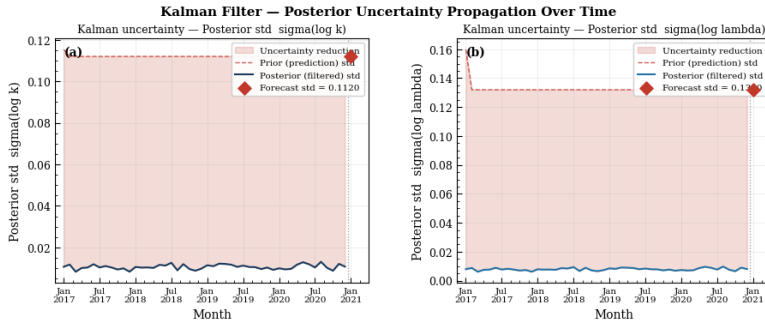 Kalman Filter — Posterior Uncertainty Propagation Over Time
Kalman uncertainty — Posterior std  sigma(log k)
(a)
Uncertainty reduction
Prior (prediction) std
Posterior (filtered) std
Forecast std = 0.1120
Posterior std  sigma(log k)
0.12
0.10
0.08
0.06
0.04
0.02
Jan 2017
Jul 2017
Jan 2018
Jul 2018
Jan 2019
Jul 2019
Jan 2020
Jul 2020
Jan 2021
Month
Kalman uncertainty — Posterior std  sigma(log lambda)
(b)
Uncertainty reduction
Prior (prediction) std
Posterior (filtered) std
Forecast std =
Posterior std  sigma(log lambda)
0.16
0.14
0.12
0.10
0.08
0.06
0.04
0.02
0.00
Jan 2017
Jul 2017
Jan 2018
Jul 2018
Jan 2019
Jul 2019
Jan 2020
Jul 2020
Jan 2021
Month